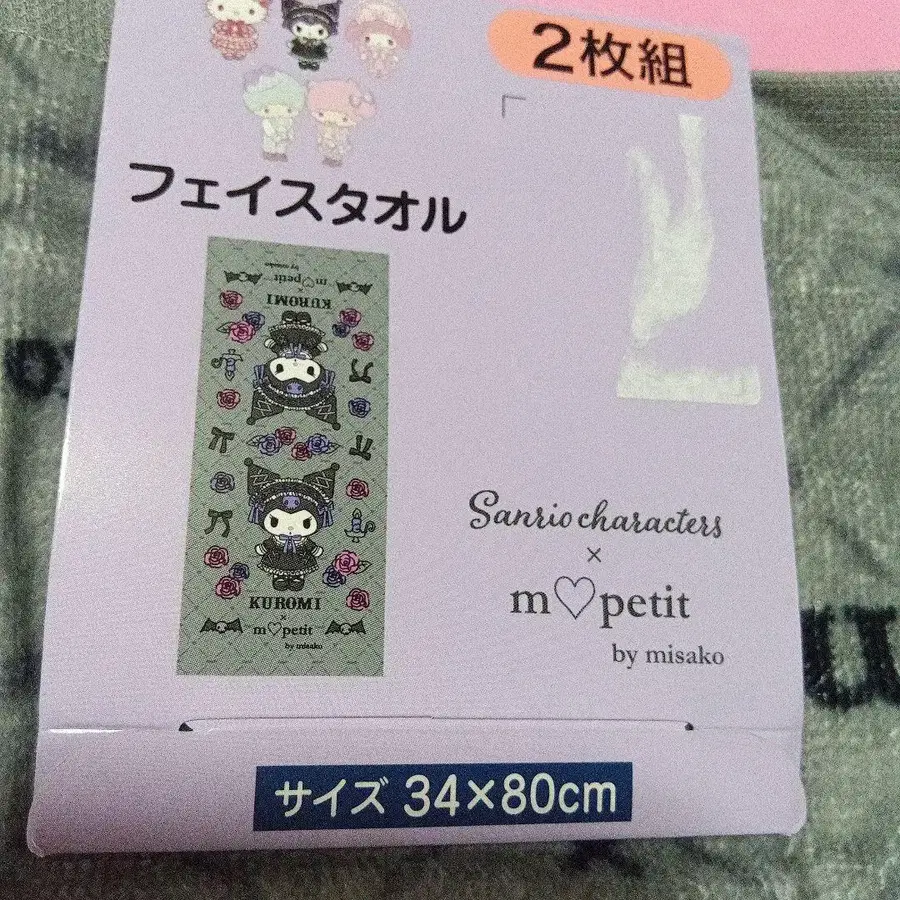 2枚組
フェイスタオル
by misako
m♡petit
×
KUROMI
KUROMI
×
m♡petit
by misako
Sanrio characters
×
m♡petit
by misako
サイズ 34×80cm